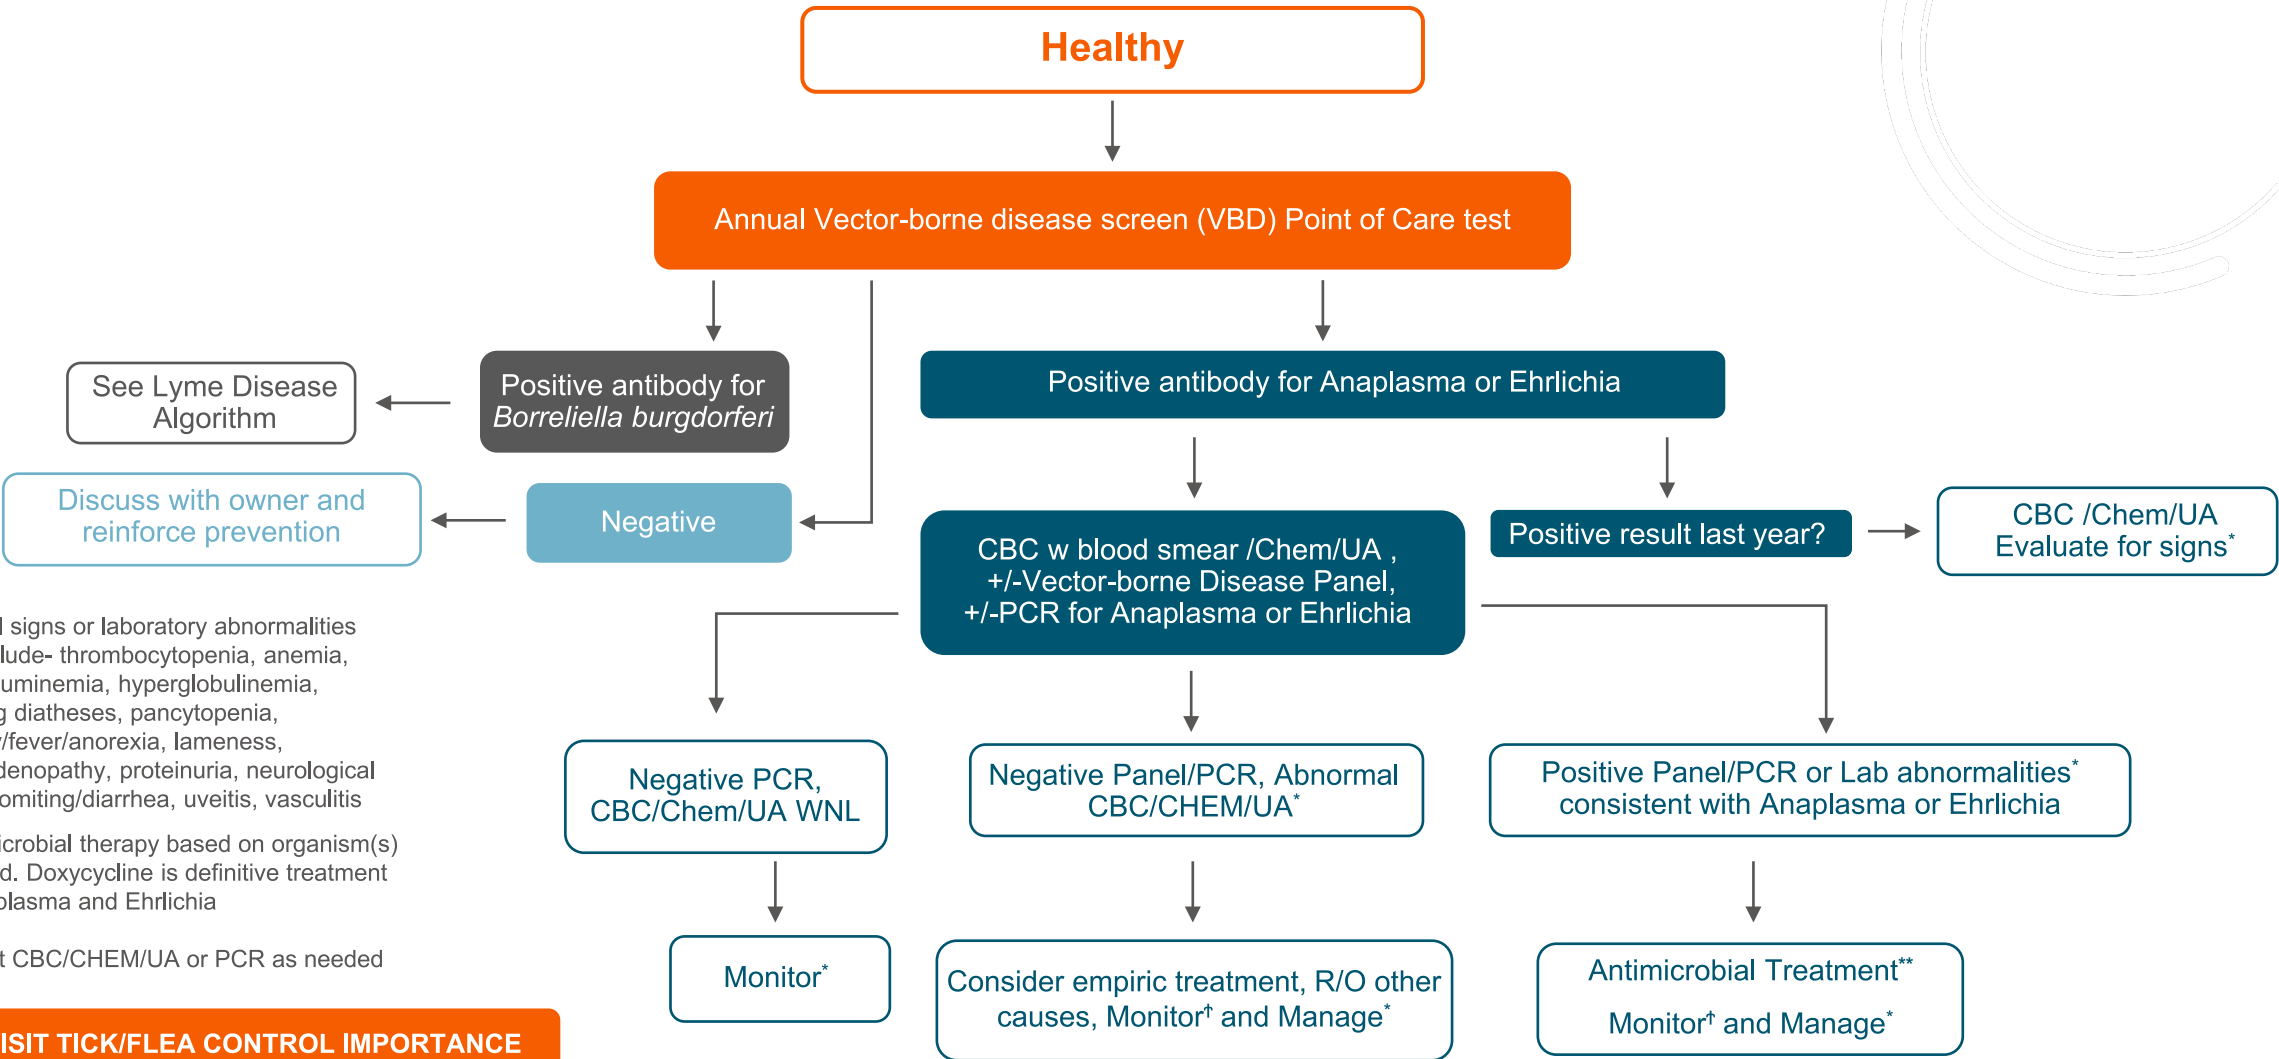 Healthy
Annual Vector-borne disease screen (VBD) Point of Care test
See Lyme Disease
Algorithm
Positive antibody for
Borreliella burgdorferi
Positive antibody for Anaplasma or Ehrlichia
Discuss with owner and
reinforce prevention
Negative
CBC w blood smear /Chem/UA ,
+/-Vector-borne Disease Panel,
+/-PCR for Anaplasma or Ehrlichia
Positive result last year?
CBC /Chem/UA
Evaluate for signs*
signs or laboratory abnormalities
thrombocytopenia, anemia,
hyperglobulinemia,
diatheses, pancytopenia,
/fever/anorexia, lameness,
proteinuria, neurological
vomiting/diarrhea, uveitis, vasculitis
therapy based on organism(s)
Doxycycline is definitive treatment
and Ehrlichia
CBC/CHEM/UA or PCR as needed
TICK/FLEA CONTROL IMPORTANCE
Negative PCR,
CBC/Chem/UA WNL
Negative Panel/PCR, Abnormal
CBC/CHEM/UA*
Positive Panel/PCR or Lab abnormalities*
consistent with Anaplasma or Ehrlichia
Monitor*
Consider empiric treatment, R/O other
causes, Monitor† and Manage*
Antimicrobial Treatment**
Monitor† and Manage*